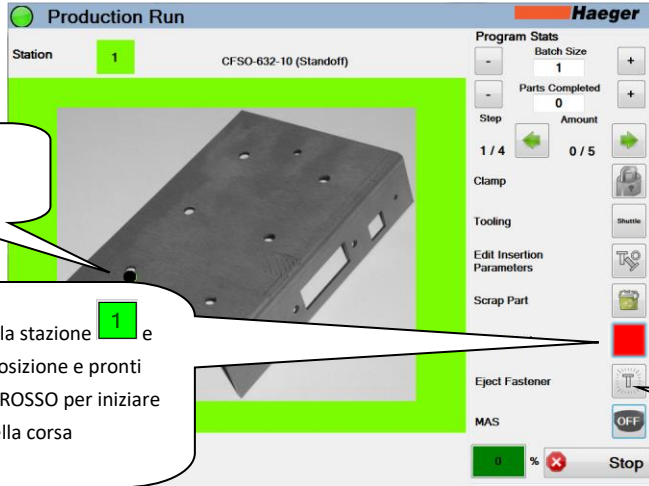 Production Run
Haeger
Station
1
CFSO-632-10 (Standoff)
Program Stats
Batch Size
- 1 +
Parts Completed
- 0 +
Step Amount
1 / 4 0 / 5
Clamp
Tooling
Shuttle
Edit Insertion
Parameters
Scrap Part
la stazione 1 e
osizione e pronti
ROSSO per iniziare
ella corsa
Eject Fastener
T
MAS
OFF
0 % Stop